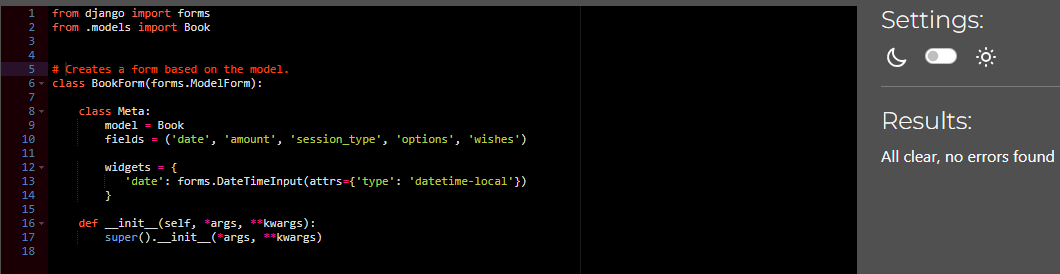 1 from django import forms
2 from .models import Book
3
4
5 # Creates a form based on the model.
6 class BookForm(forms.ModelForm):
7
8     class Meta:
9         model = Book
10         fields = ('date', 'amount', 'session_type', 'options', 'wishes')
11
12         widgets = {
13            'date': forms.DateTimeInput(attrs={'type': 'datetime-local'})
14         }
15
16     def __init__(self, *args, **kwargs):
17         super().__init__(*args, **kwargs)
18
Settings:
Results:
All clear, no errors found